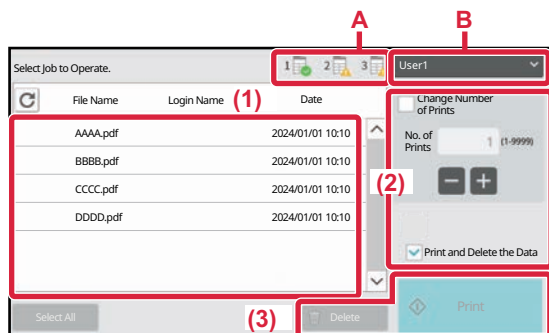 A
B
Select Job to Operate.
1
2
3
User1
File Name
Login Name
(1)
Date
AAAA.pdf
2024/01/01 10:10
BBBB.pdf
2024/01/01 10:10
CCCC.pdf
2024/01/01 10:10
DDDD.pdf
2024/01/01 10:10
Change Number
of Prints
No. of
Prints
1
(1-9999)
(2)
Print and Delete the Data
Select All
(3)
Delete
Print